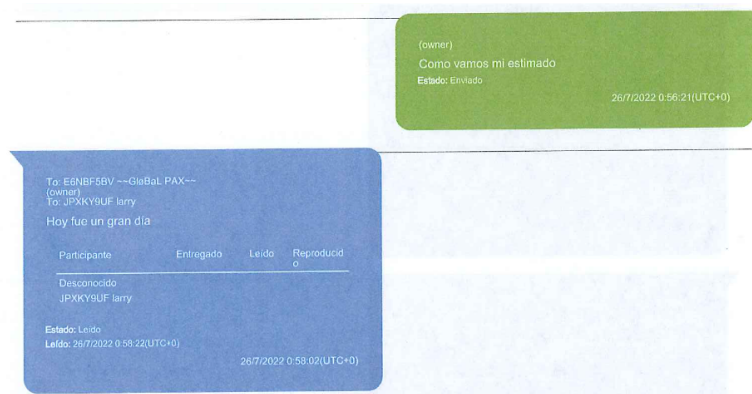 (owner)
Como vamos mi estimado
Estado: Enviado
26/7/2022 0:56:21(UTC+0)
To: E6NBF5BV ~~GloBaL PAX~~
(owner)
To: JPXKY9UF larry
Hoy fue un gran día
Participante Entregado Leído Reproducid
o
Desconocido
JPXKY9UF larry
Estado: Leído
Leído: 26/7/2022 0:58:22(UTC+0)
26/7/2022 0:58:02(UTC+0)